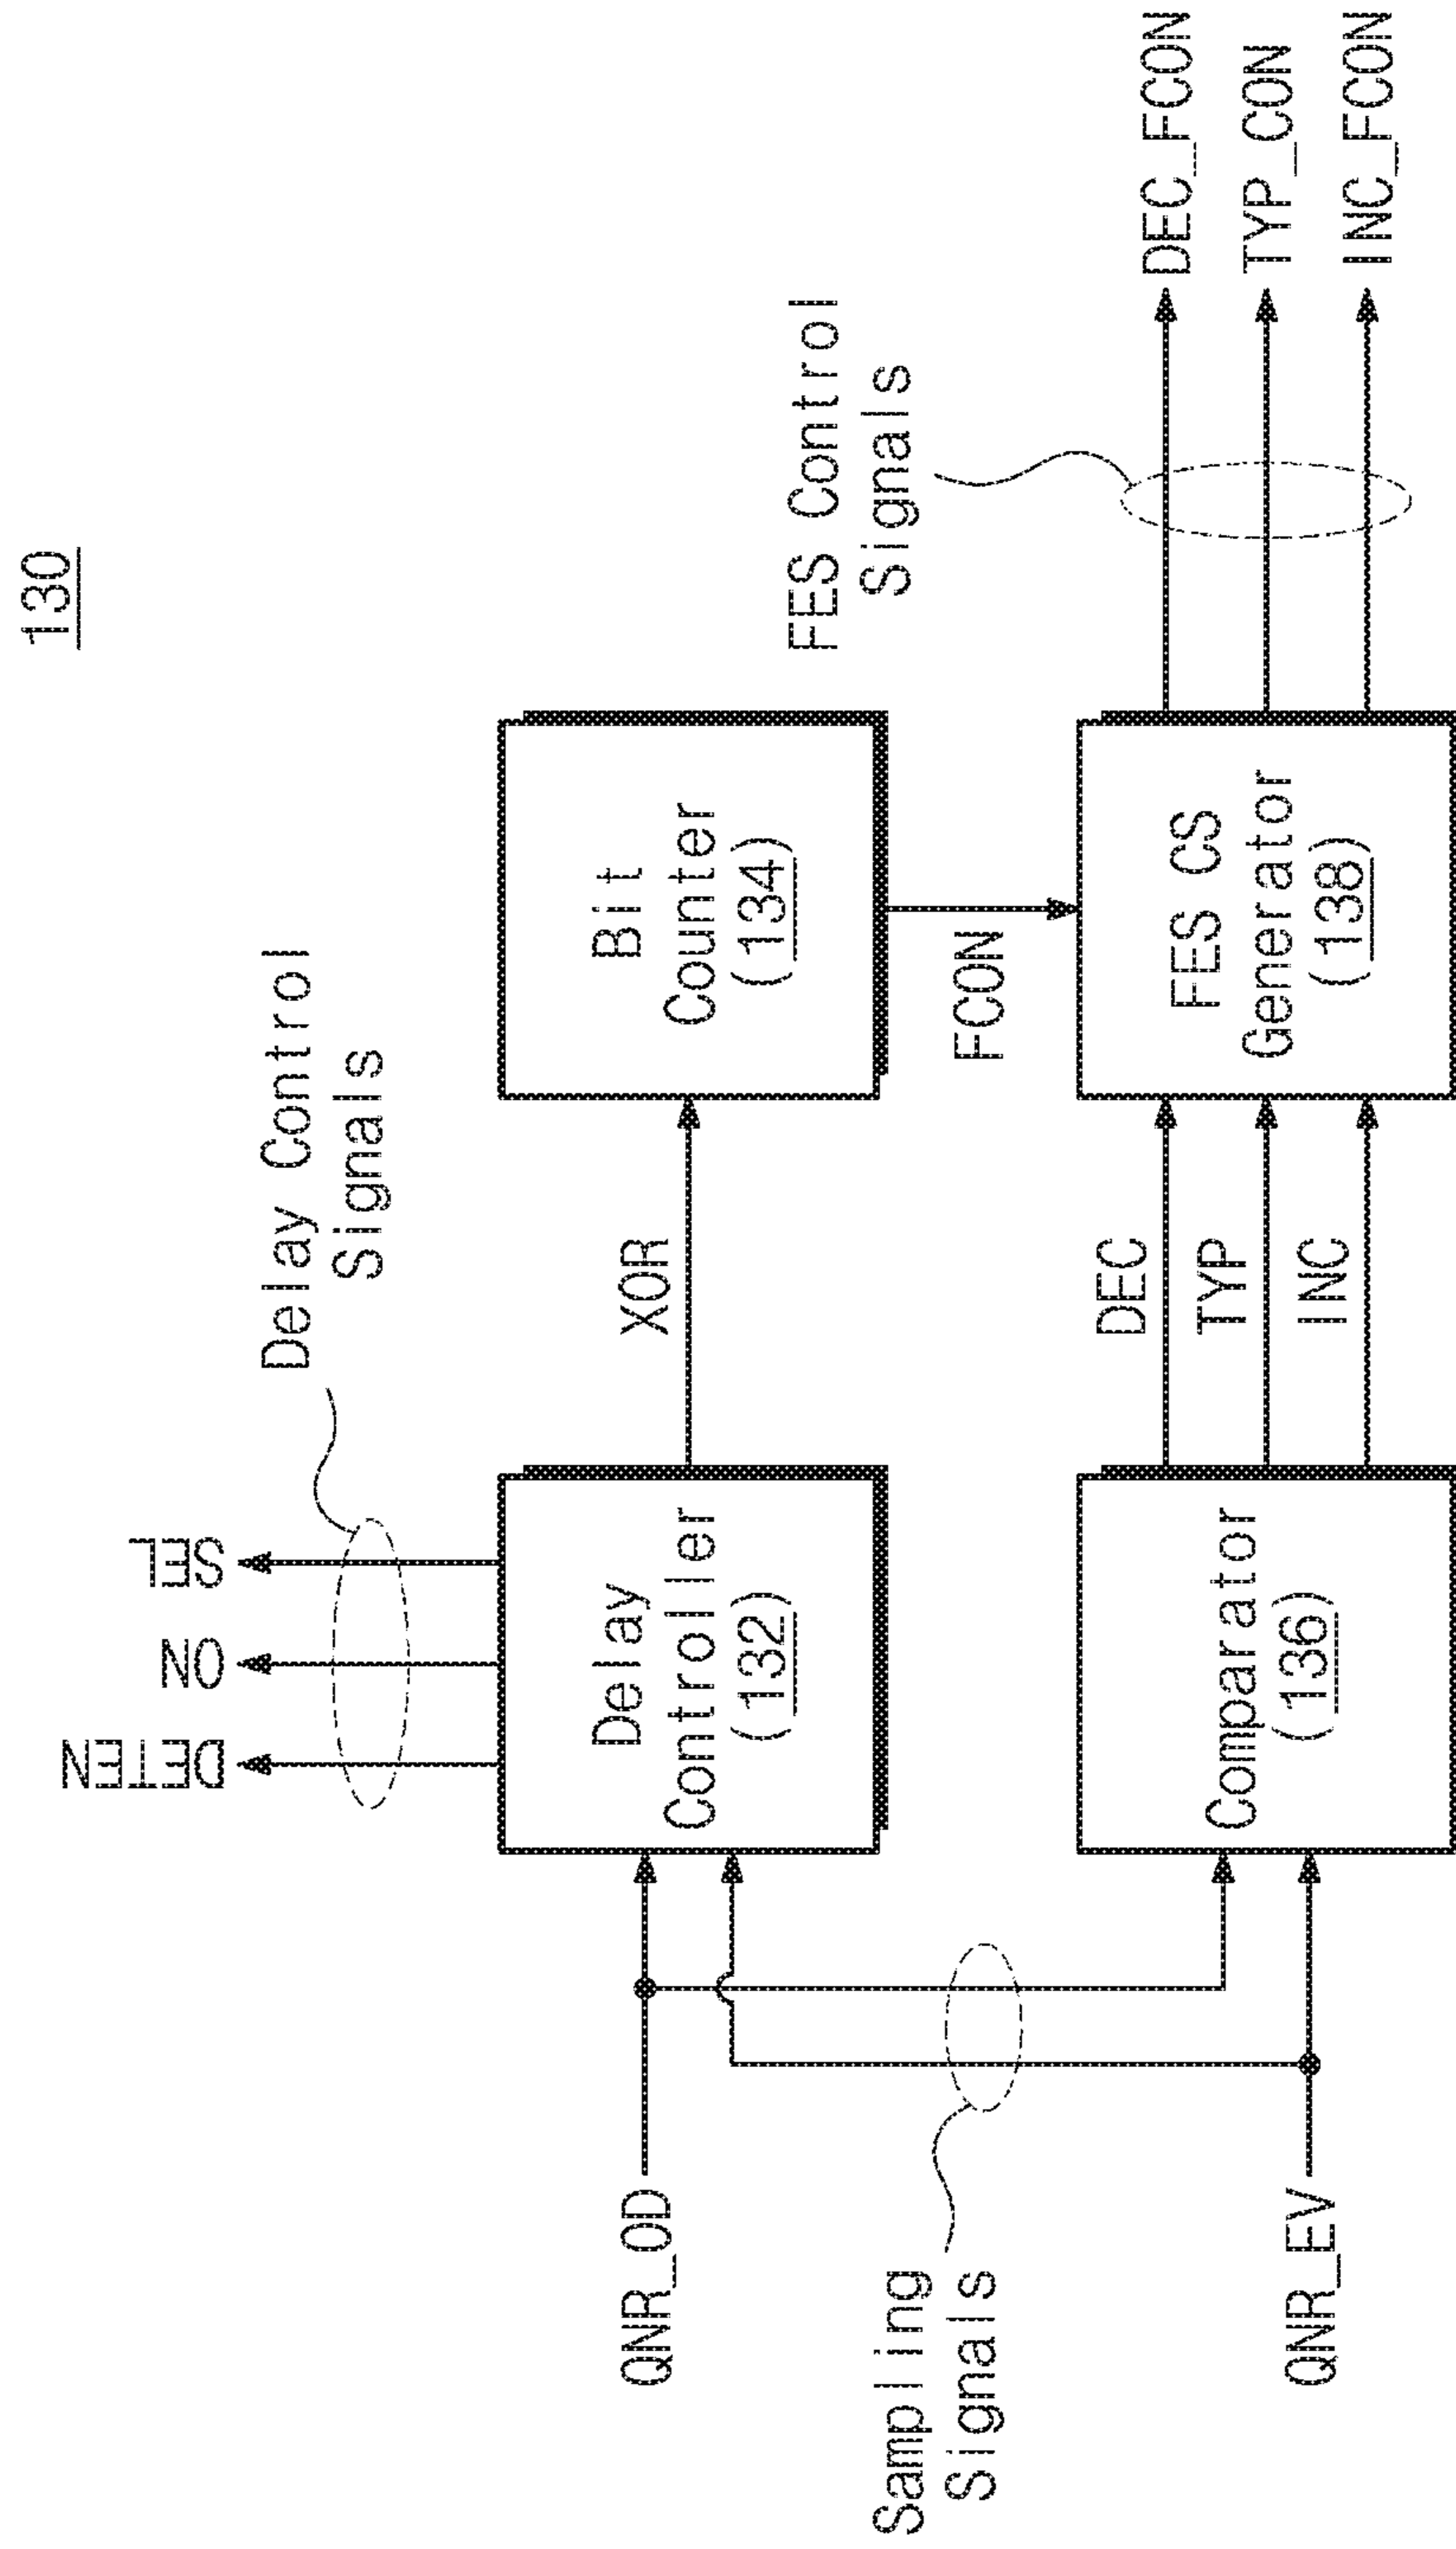 130
Delay Control
Signals
DETEN
ON
SEL
QNR_OD
Delay
Controller
(132)
XOR
Bit
Counter
(134)
Sampling
Signals
FCON
FES Control
Signals
QNR_EV
Comparator
(136)
DEC
TYP
INC
FES CS
Generator
(138)
DEC_FCON
TYP_CON
INC_FCON